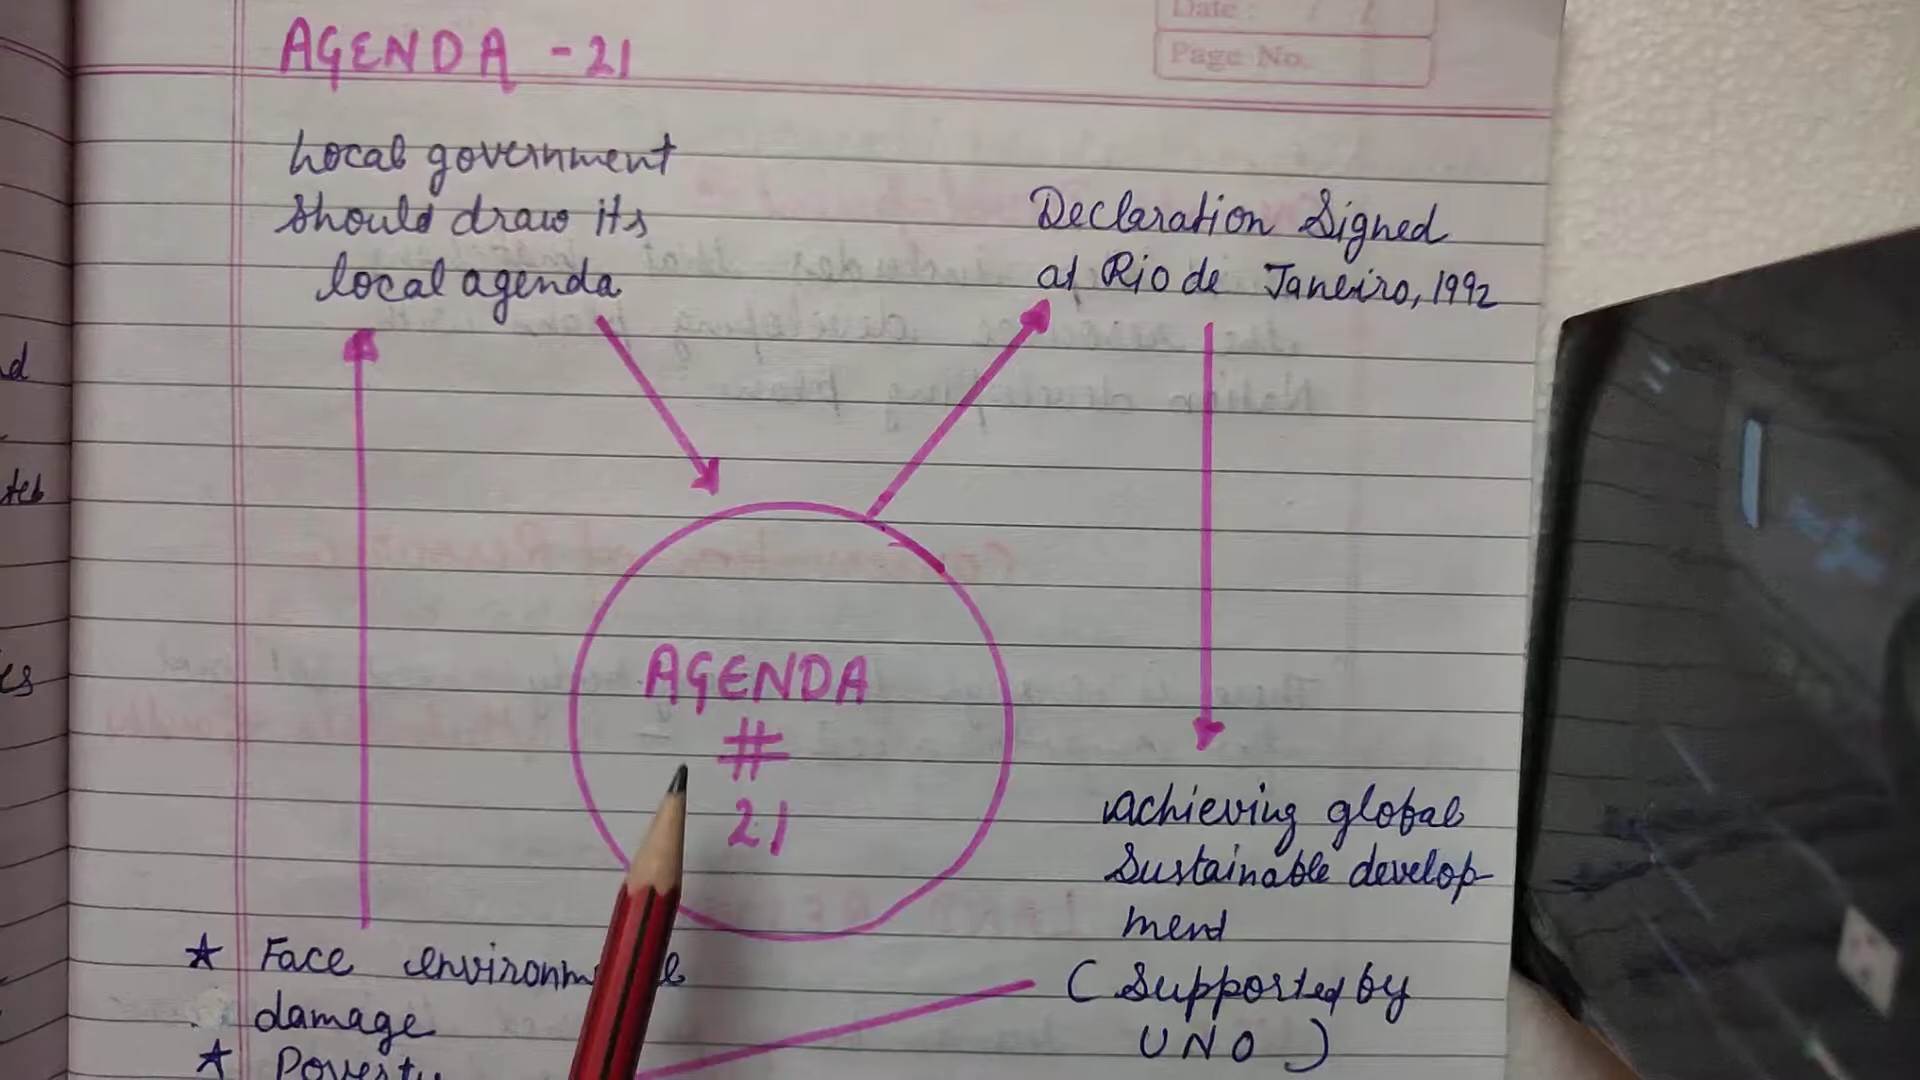 Date : / /
Page No.
AGENDA - 21
Local government
should draw its
local agenda
Declaration Signed
at Rio de Janeiro, 1992
AGENDA
#
21
achieving global
Sustainable develop-
ment
( Supported by
UNO )
★ Face
damage
★ Poverty